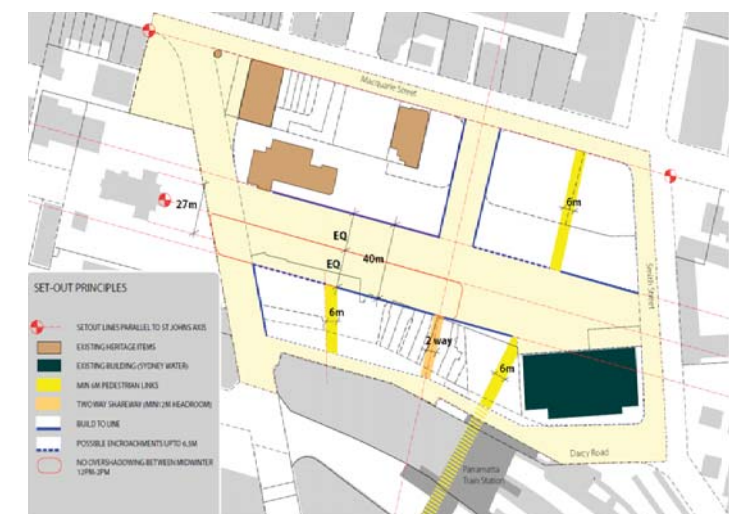 Macquarie Street
27m
6m
EQ
EQ
40m
Smith Street
6m
2 way
6m
Darcy Road
Parramatta
Train Station
SET-OUT PRINCIPLES
SETOUT LINES PARALLEL TO ST JOHNS AXIS
EXISTING HERITAGE ITEMS
EXISTING BUILDING (SYDNEY WATER)
MIN 6M PEDESTRIAN LINKS
TWO WAY SHAREWAY (MINI 2M HEADROOM)
BUILD TO LINE
POSSIBLE ENCROACHMENTS UPTO 6.5M
NO OVERSHADOWING BETWEEN MIDWINTER
12PM-2PM